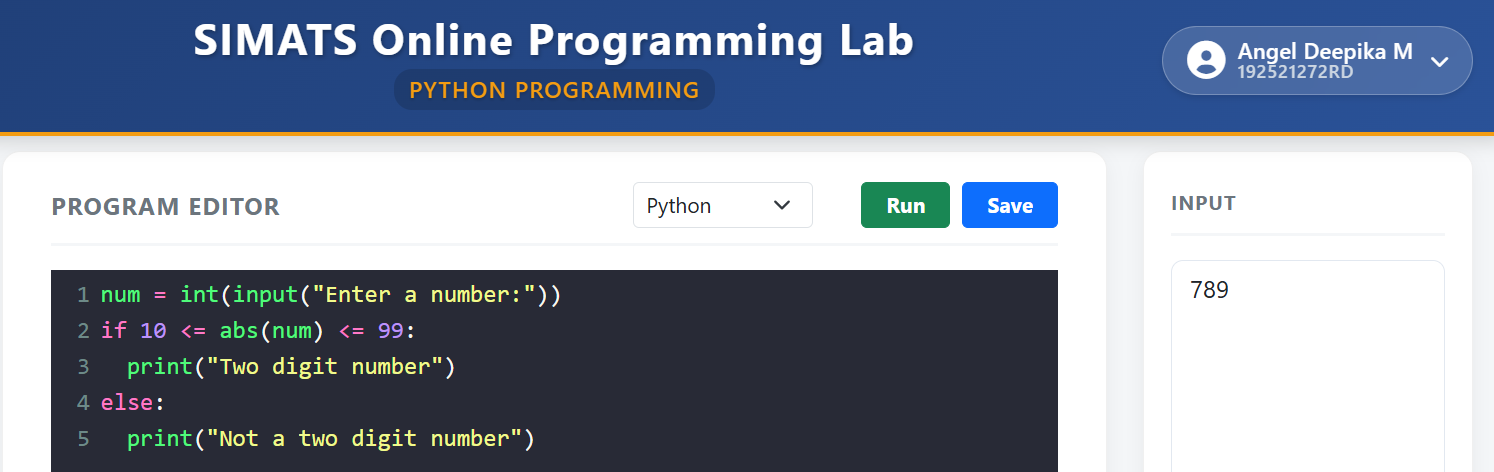 SIMATS Online Programming Lab
PYTHON PROGRAMMING
Angel Deepika M
192521272RD
PROGRAM EDITOR
Python
Run
Save
1 num = int(input("Enter a number:"))
2 if 10 <= abs(num) <= 99:
3   print("Two digit number")
4 else:
5   print("Not a two digit number")
INPUT
789